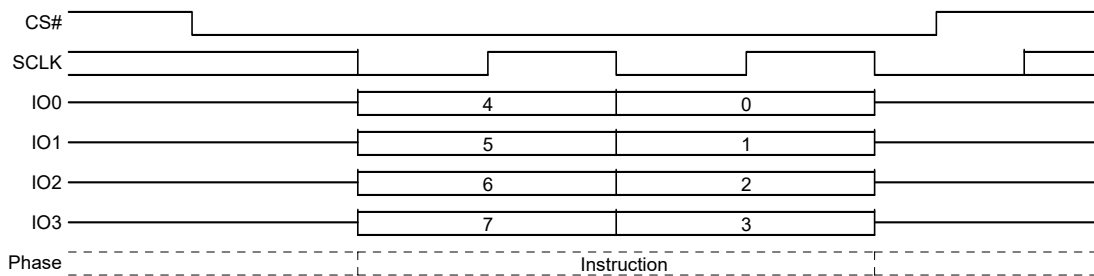 CS#
SCLK
IO0 4 0
IO1 5 1
IO2 6 2
IO3 7 3
Phase Instruction